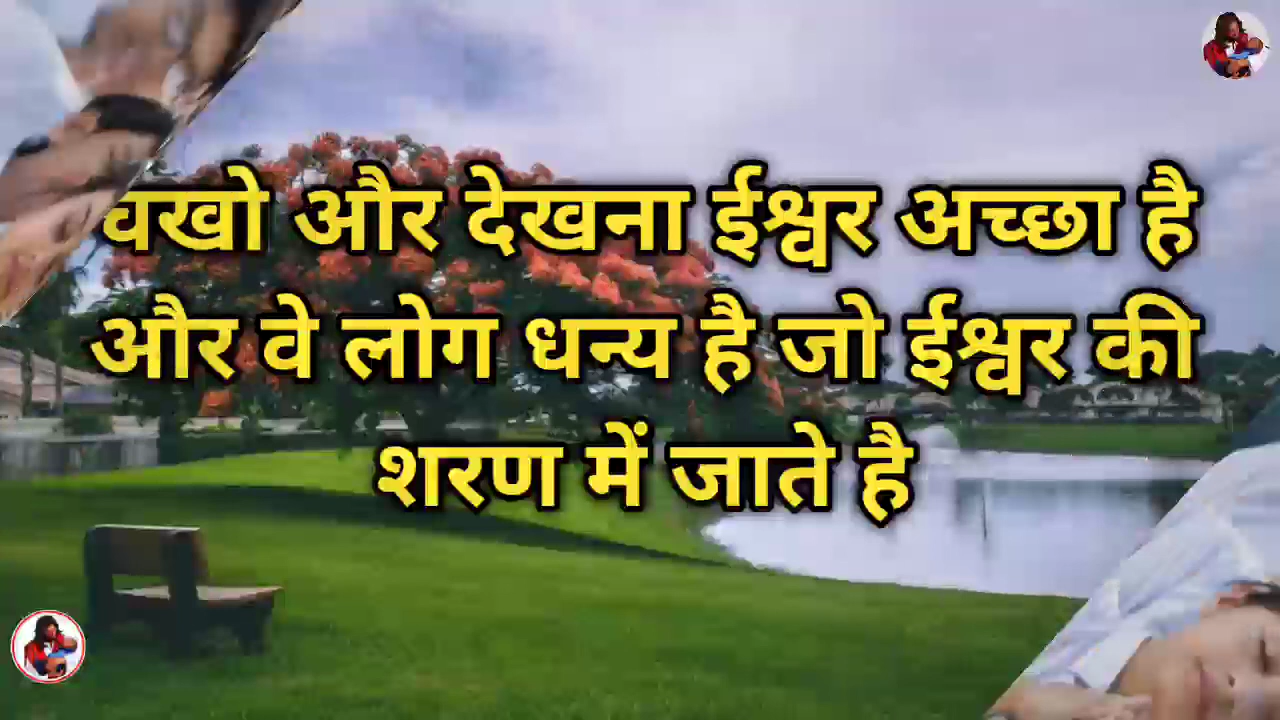 चखो और देखना ईश्वर अच्छा है
और वे लोग धन्य है जो ईश्वर की
शरण में जाते है